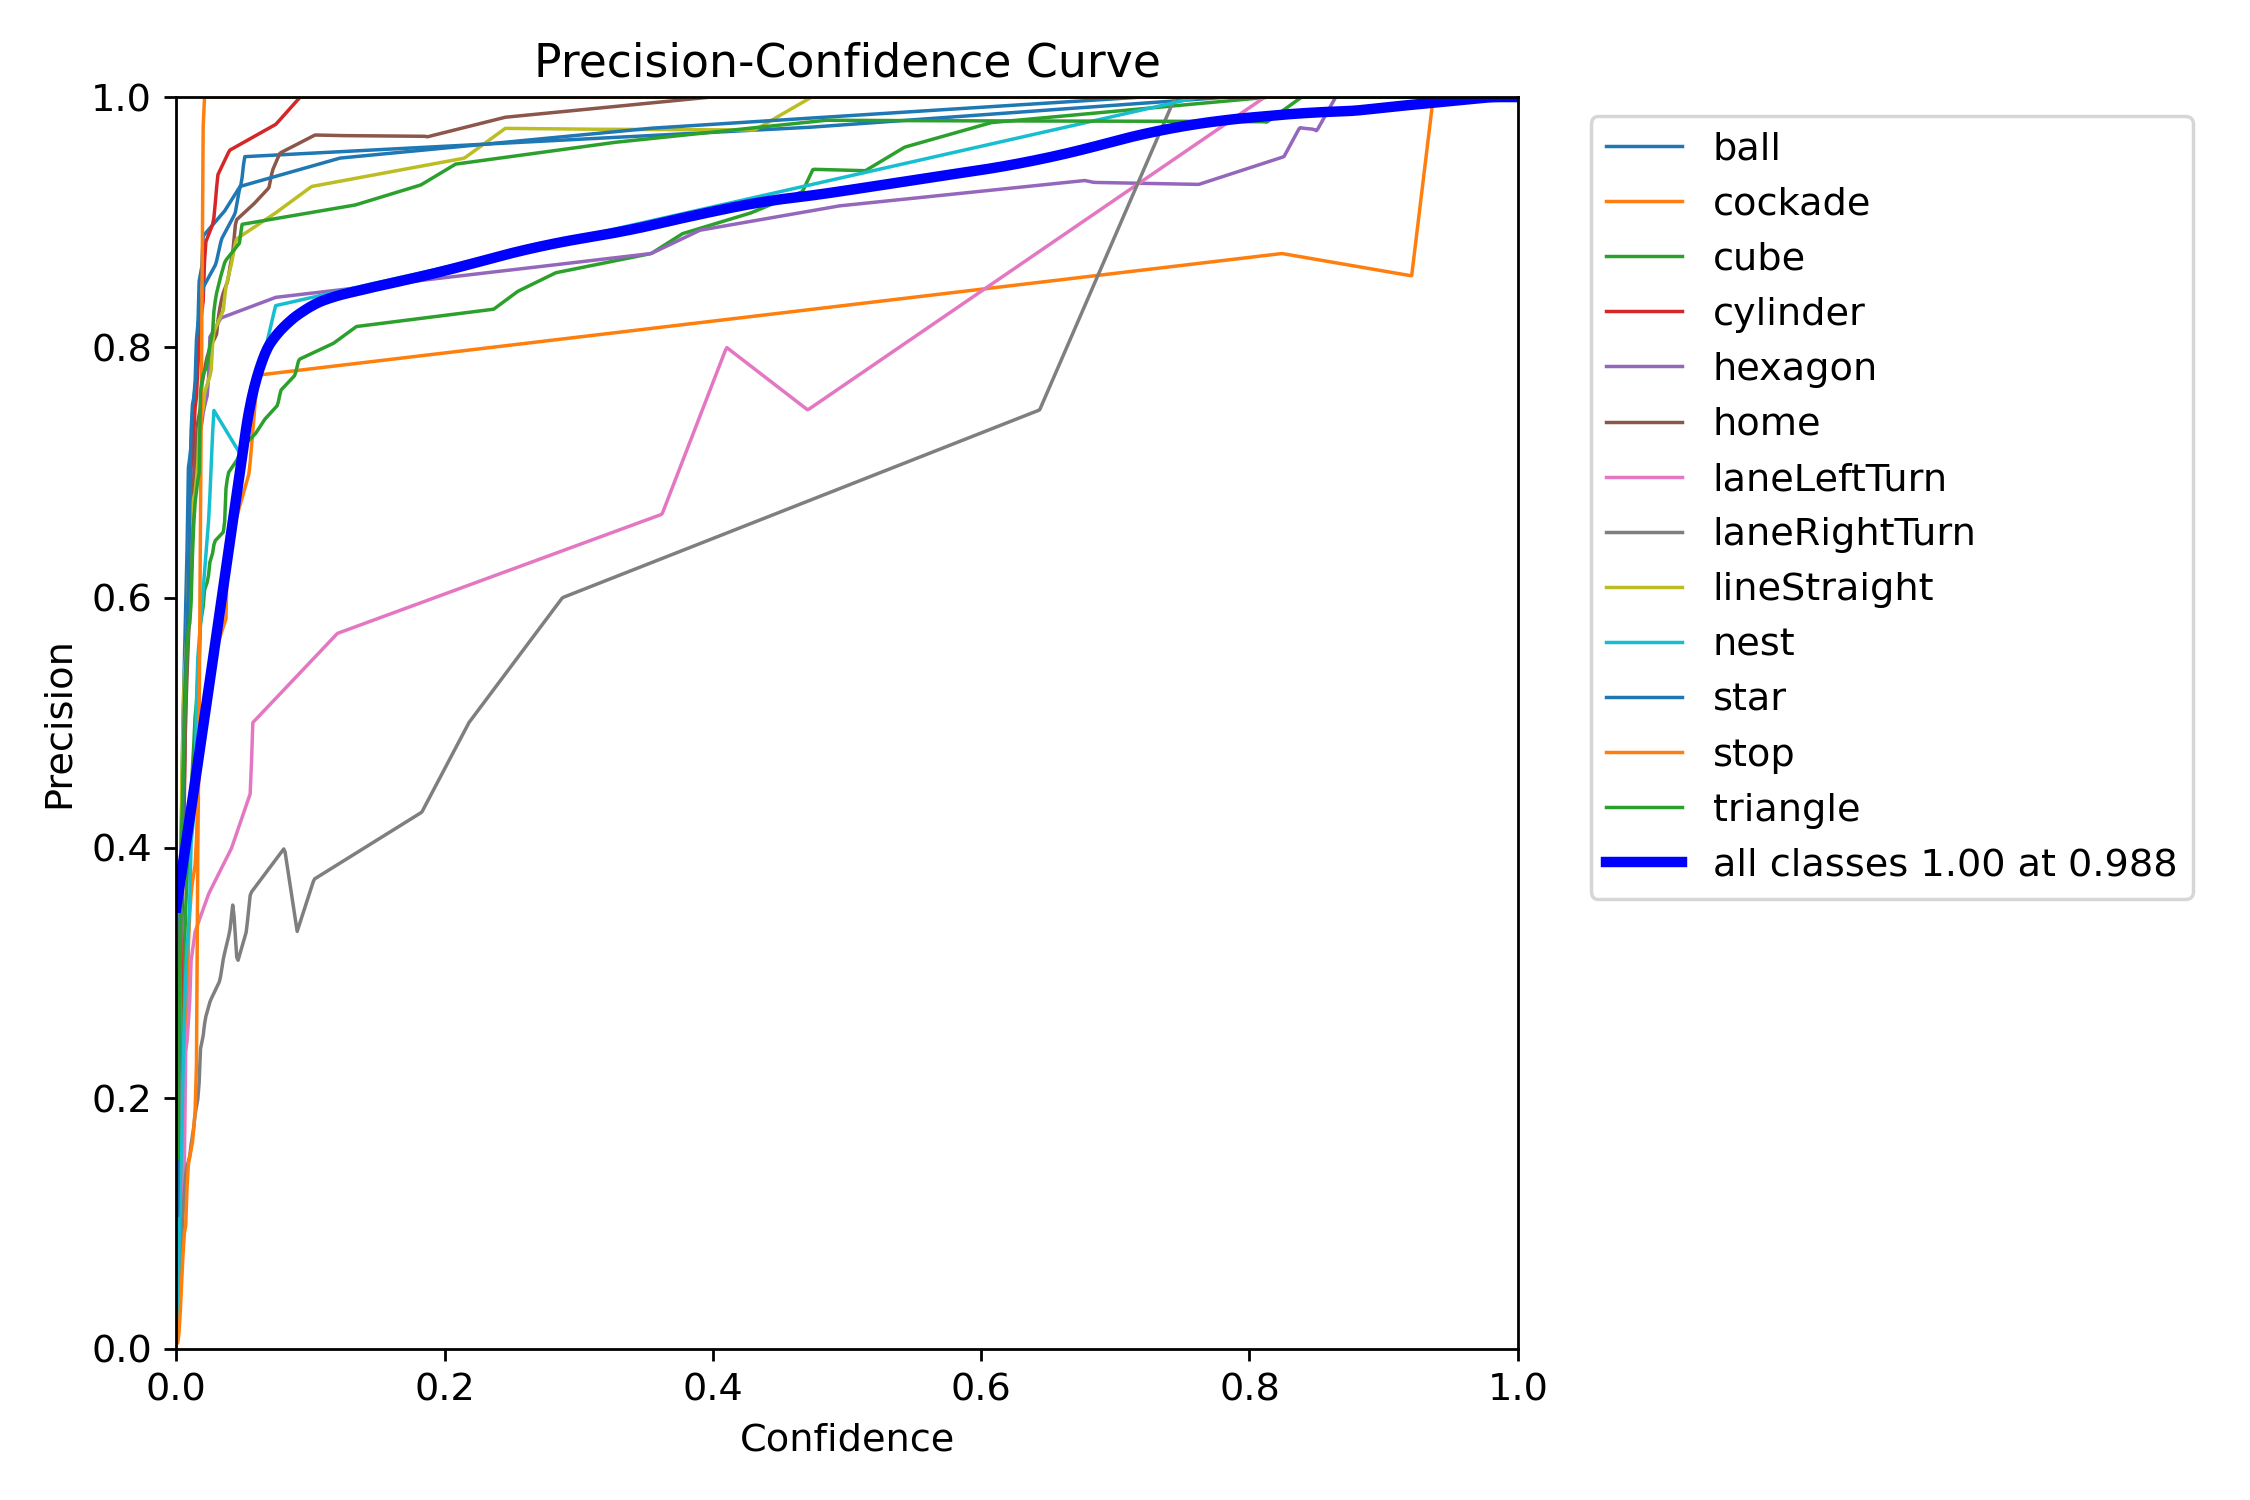 Precision-Confidence Curve
1.0
0.8
0.6
0.4
0.2
0.0
Precision
0.0 0.2 0.4 0.6 0.8 1.0
Confidence
ball
cockade
cube
cylinder
hexagon
home
laneLeftTurn
laneRightTurn
lineStraight
nest
star
stop
triangle
all classes 1.00 at 0.988